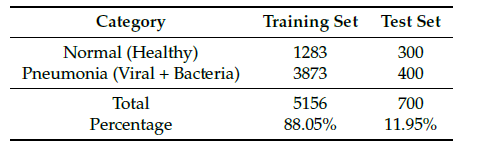 Category Training Set Test Set
Normal (Healthy) 1283 300
Pneumonia (Viral + Bacteria) 3873 400
Total 5156 700
Percentage 88.05% 11.95%